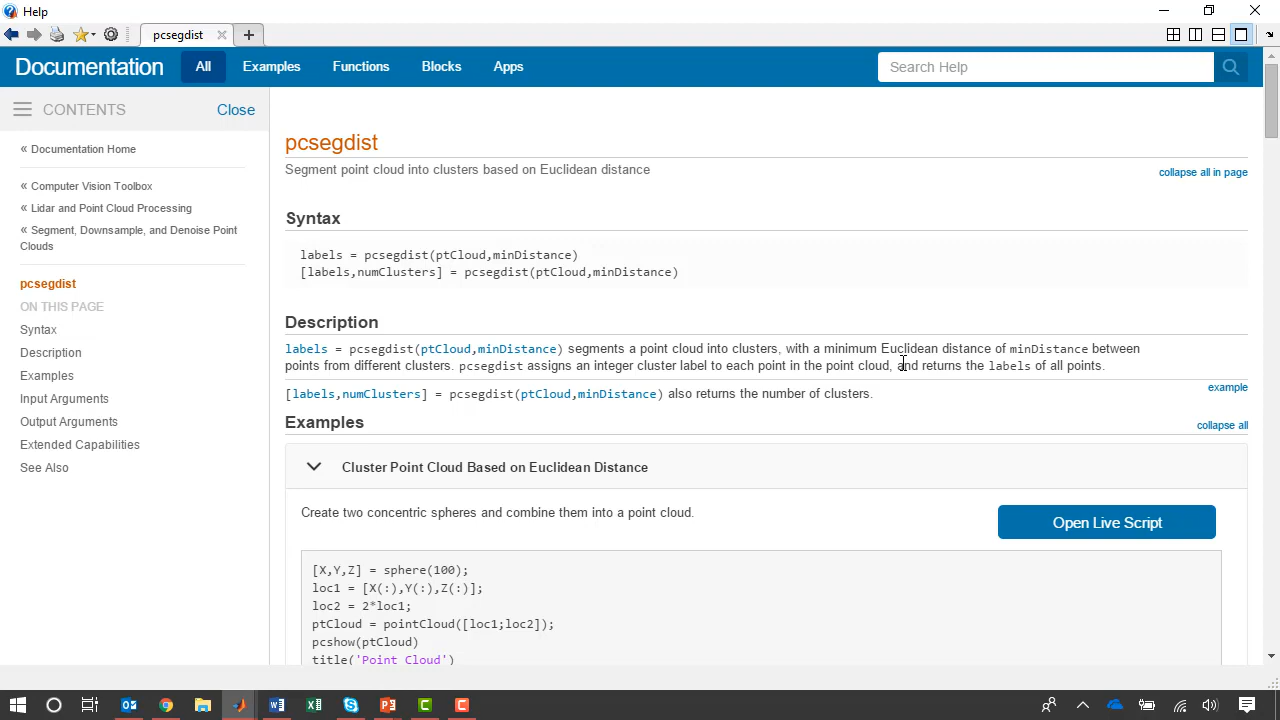 Help
pcsegdist
Documentation
All
Examples
Functions
Blocks
Apps
Search Help
CONTENTS
Close
« Documentation Home
« Computer Vision Toolbox
« Lidar and Point Cloud Processing
« Segment, Downsample, and Denoise Point
Clouds
pcsegdist
ON THIS PAGE
Syntax
Description
Examples
Input Arguments
Output Arguments
Extended Capabilities
See Also
pcsegdist
Segment point cloud into clusters based on Euclidean distance
collapse all in page
Syntax
labels = pcsegdist(ptCloud,minDistance)
[labels,numClusters] = pcsegdist(ptCloud,minDistance)
Description
labels = pcsegdist(ptCloud,minDistance) segments a point cloud into clusters, with a minimum Euclidean distance of minDistance between
points from different clusters. pcsegdist assigns an integer cluster label to each point in the point cloud, and returns the labels of all points.
example
[labels,numClusters] = pcsegdist(ptCloud,minDistance) also returns the number of clusters.
Examples
collapse all
Cluster Point Cloud Based on Euclidean Distance
Create two concentric spheres and combine them into a point cloud.
Open Live Script
[X,Y,Z] = sphere(100);
loc1 = [X(:),Y(:),Z(:)];
loc2 = 2*loc1;
ptCloud = pointCloud([loc1;loc2]);
pcshow(ptCloud)
title('Point Cloud')